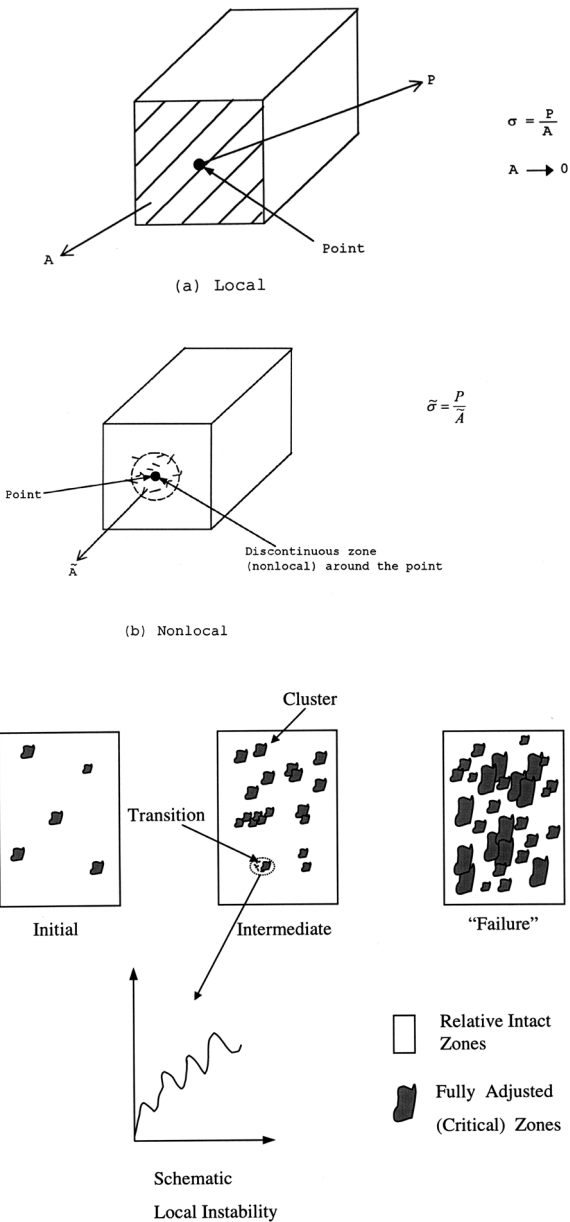 P
σ = P/A
A → 0
A
Point
(a) Local
σ̃ = P/Ã
Point
Discontinuous zone
(nonlocal) around the point
Ã
(b) Nonlocal
Cluster
Transition
Initial
Intermediate
“Failure”
Relative Intact
Zones
Fully Adjusted
(Critical) Zones
Schematic
Local Instability